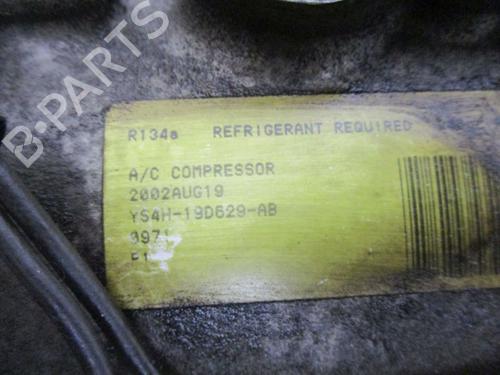 B-PARTS
R134a REFRIGERANT REQUIRED
A/C COMPRESSOR
2002AUG19
YS4H-19D629-AB